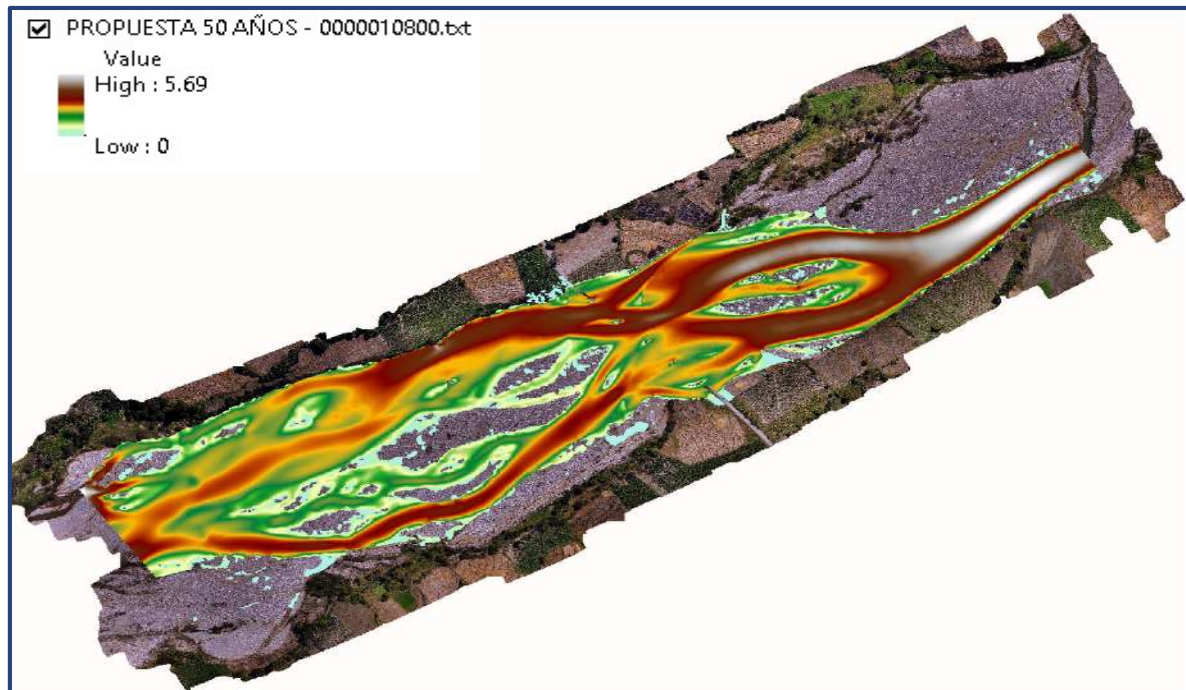 PROPUESTA 50 AÑOS - 0000010800.txt
Value
High : 5.69
Low : 0